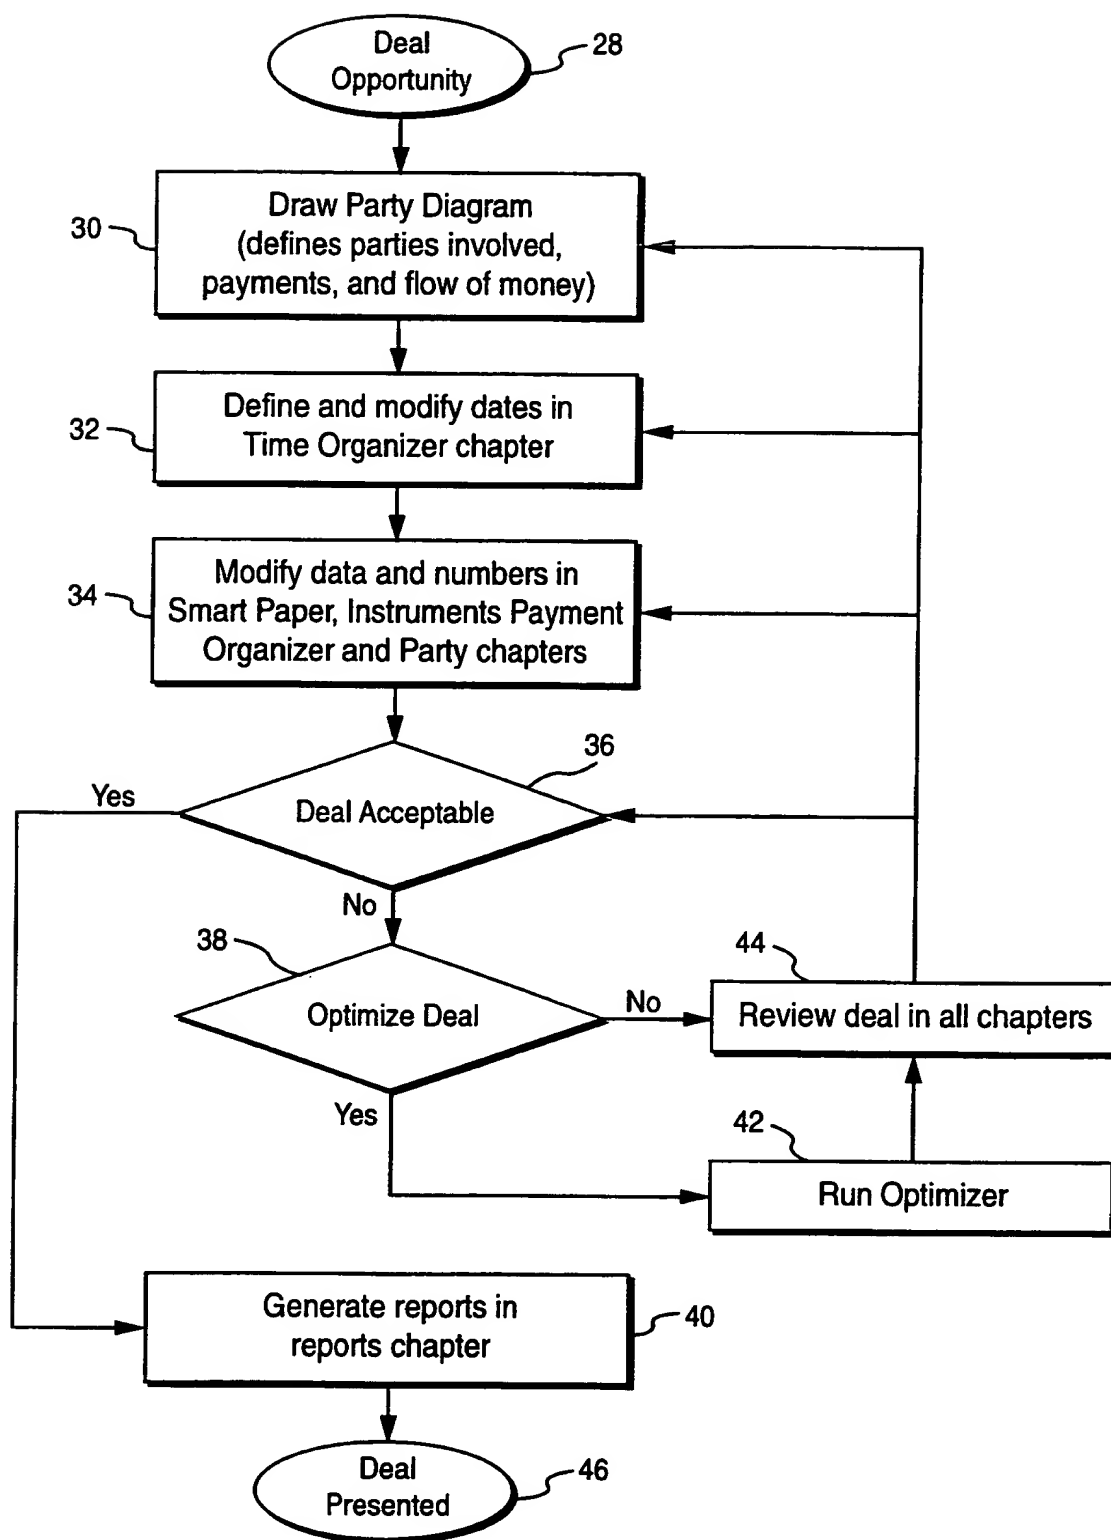 Deal
Opportunity
28
Draw Party Diagram
(defines parties involved,
payments, and flow of money)
30
Define and modify dates in
Time Organizer chapter
32
Modify data and numbers in
Smart Paper, Instruments Payment
Organizer and Party chapters
34
36
Yes
Deal Acceptable
No
38
44
Optimize Deal
No
Review deal in all chapters
Yes
42
Run Optimizer
Generate reports in
reports chapter
40
Deal
Presented
46